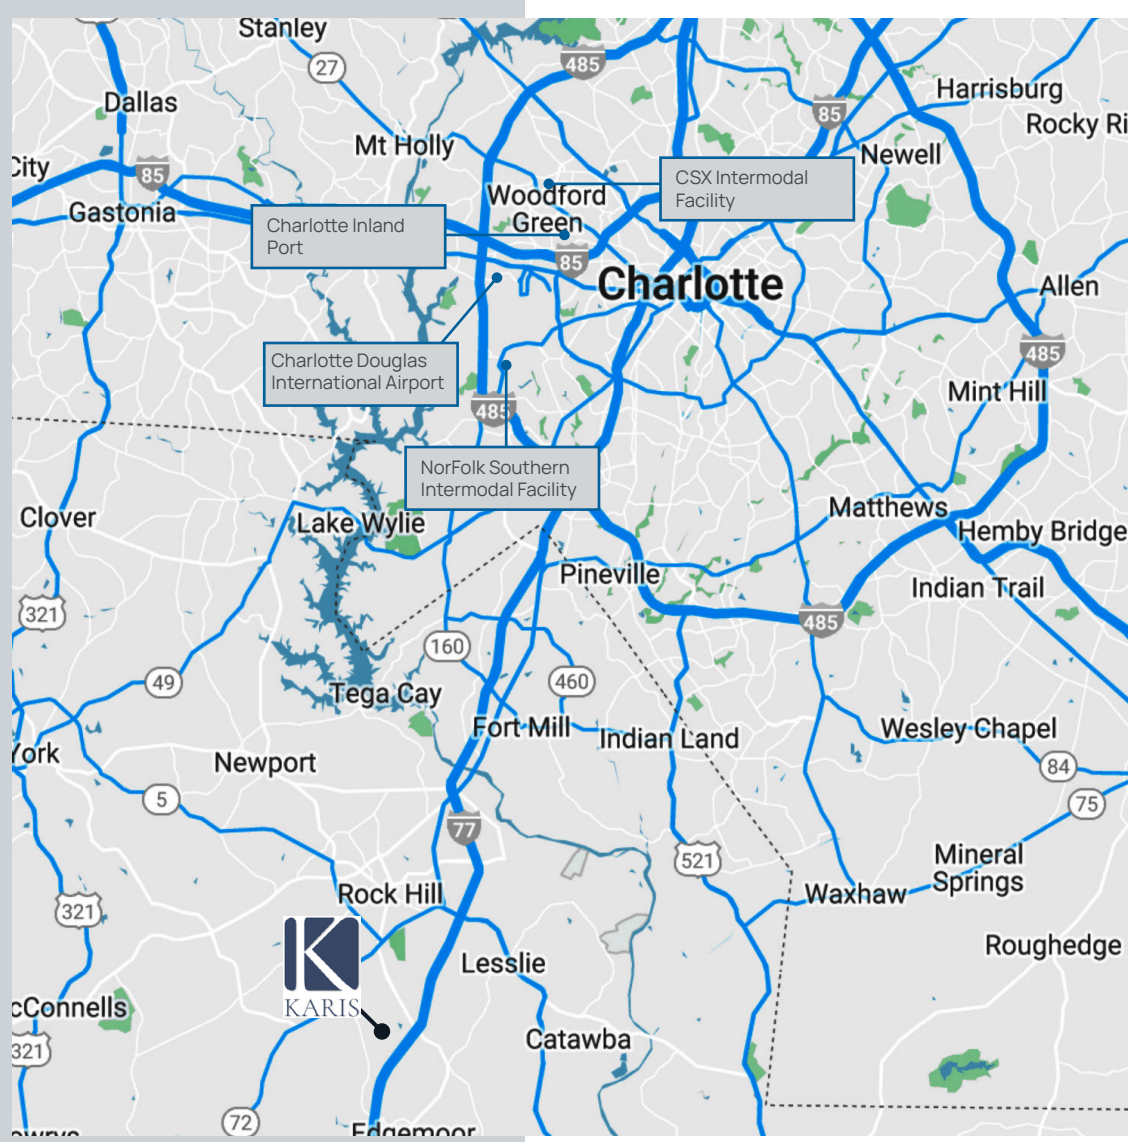 Stanley
27
485
Dallas
Harrisburg
85
Rocky Ri
Mt Holly
Newell
City
85
CSX Intermodal
Facility
Woodford
Green
Gastonia
Charlotte Inland
Port
85
Charlotte
Allen
Charlotte Douglas
International Airport
485
Mint Hill
485
NorFolk Southern
Intermodal Facility
Clover
Lake Wylie
Matthews
Hemby Bridge
Pineville
Indian Trail
321
485
160
49
460
Tega Cay
Fort Mill
Indian Land
Wesley Chapel
York
Newport
84
5
75
77
521
Mineral
Springs
Rock Hill
Waxhaw
321
Roughedge
Lesslie
KARIS
cConnells
Catawba
321
72
Edgemoor